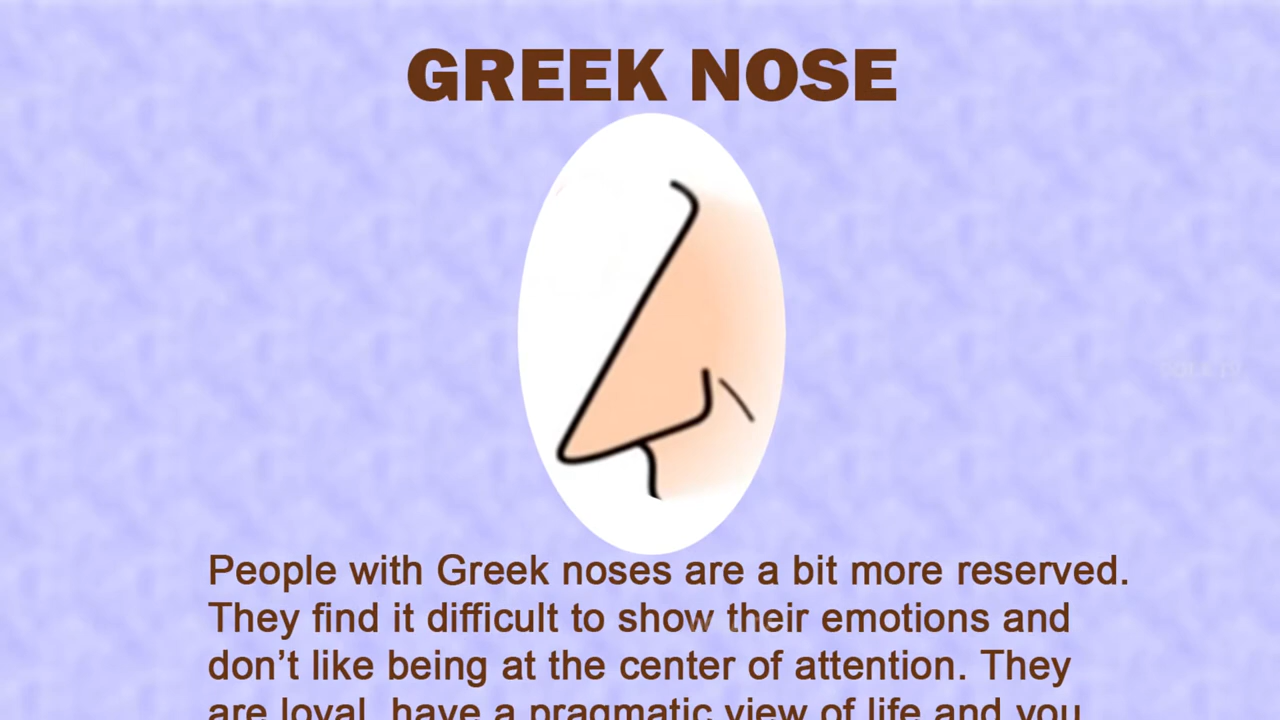 GREEK NOSE
People with Greek noses are a bit more reserved.
They find it difficult to show their emotions and
don’t like being at the center of attention. They
are loyal, have a pragmatic view of life and you